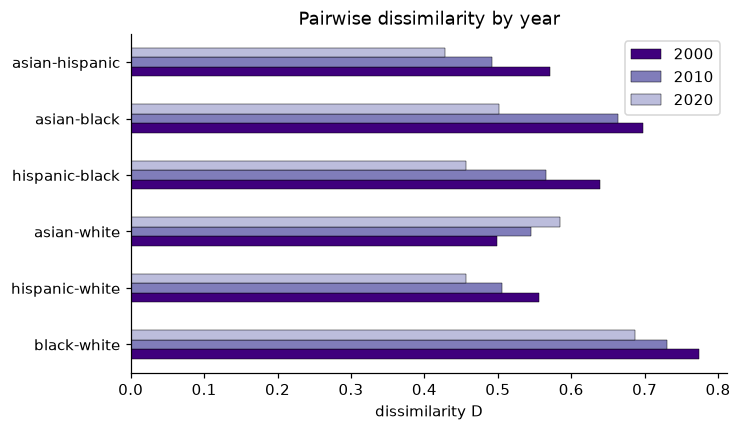 Pairwise dissimilarity by year
2000
2010
2020
asian-hispanic
asian-black
hispanic-black
asian-white
hispanic-white
black-white
0.0 0.1 0.2 0.3 0.4 0.5 0.6 0.7 0.8
dissimilarity D